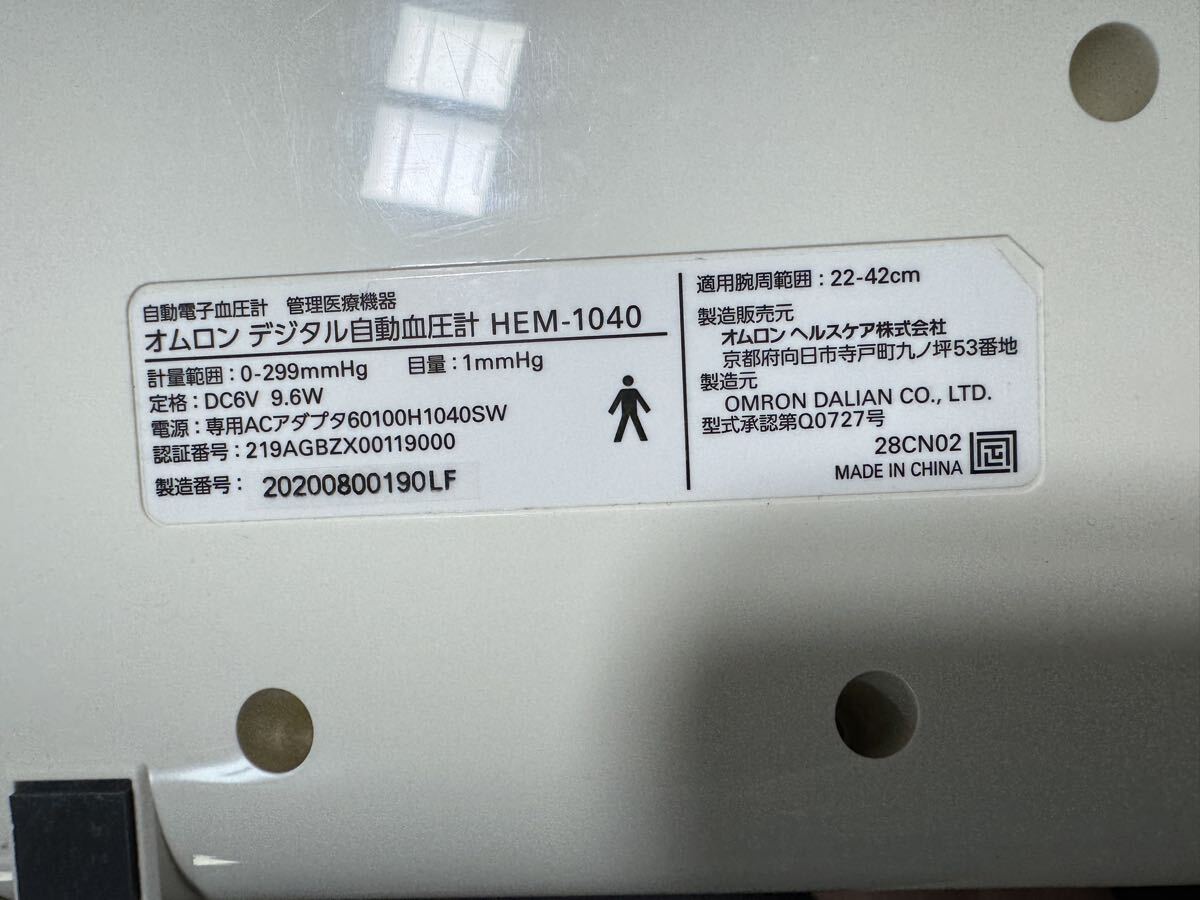 自動電子血圧計 管理医療機器
オムロン デジタル自動血圧計 HEM-1040
計量範囲:0-299mmHg 目量:1mmHg
定格:DC6V 9.6W
電源:専用ACアダプタ60100H1040SW
認証番号:219AGBZX00119000
製造番号: 20200800190LF
適用腕周範囲:22-42cm
製造販売元
オムロン ヘルスケア株式会社
京都府向日市寺戸町九ノ坪53番地
製造元
OMRON DALIAN CO., LTD.
型式承認第Q0727号
28CN02
MADE IN CHINA